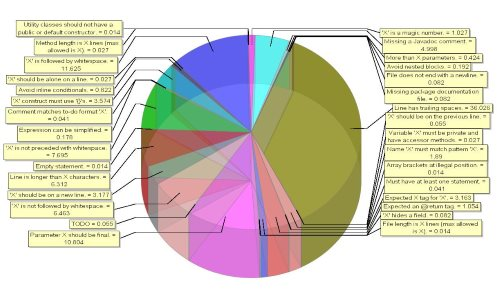 Utility classes should not have a
public or default constructor. = 0.014
Method length is X lines (max
allowed is X). = 0.027
'X' is followed by whitespace. =
11.625
'X' should be alone on a line. = 0.027
Avoid inline conditionals. = 0.822
'X' construct must use '{}'s. = 3.574
Comment matches to-do format 'X'.
= 0.041
Expression can be simplified. =
0.178
'X' is not preceded with whitespace.
= 7.695
Empty statement. = 0.014
Line is longer than X characters. =
6.312
'X' should be on a new line. = 3.177
'X' is not followed by whitespace. =
6.463
TODO = 0.055
Parameter X should be final. =
10.804
'X' is a magic number. = 1.027
Missing a Javadoc comment. =
4.998
More than X parameters. = 0.424
Avoid nested blocks. = 0.192
File does not end with a newline. =
0.082
Missing package documentation
file. = 0.082
Line has trailing spaces. = 36.026
'X' should be on the previous line. =
0.055
Variable 'X' must be private and
have accessor methods. = 0.027
Name 'X' must match pattern 'X'. =
1.69
Array brackets at illegal position. =
0.014
Must have at least one statement. =
0.041
Expected X tag for 'X'. = 3.163
Expected an @return tag. = 1.054
'X' hides a field. = 0.082
File length is X lines (max allowed
is X). = 0.014